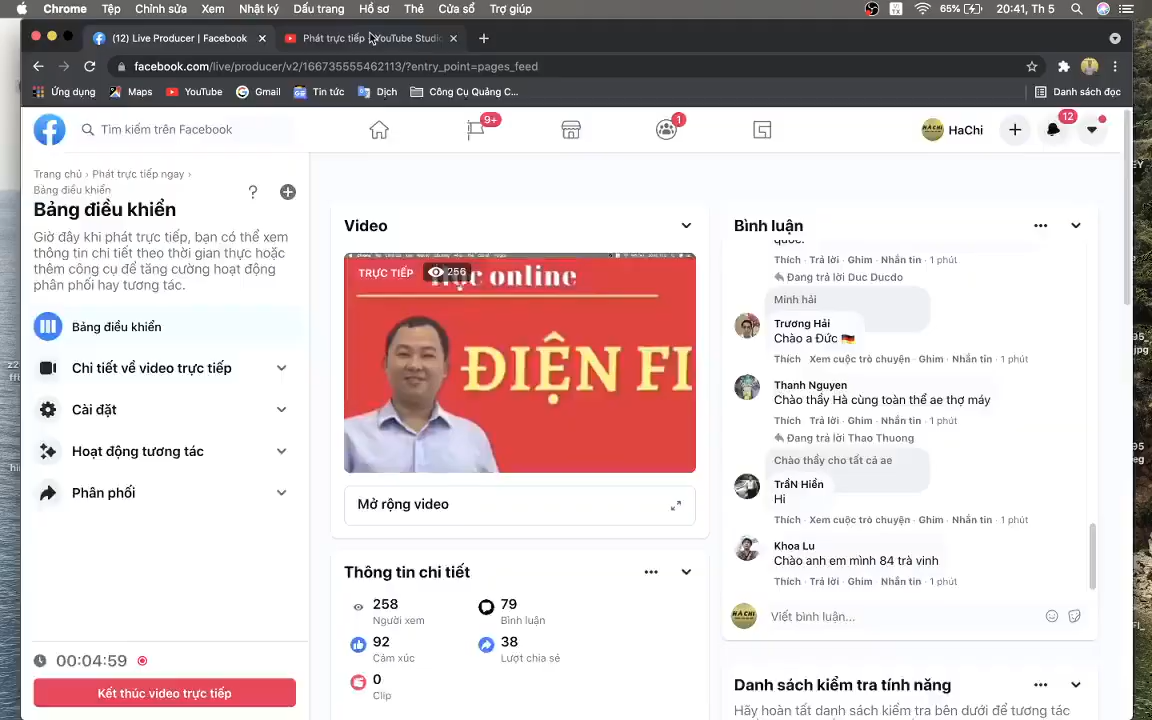 Chrome Tệp Chỉnh sửa Xem Nhật ký Dấu trang Hồ sơ Thẻ Cửa sổ Trợ giúp
65% 20:41, Th 5
(12) Live Producer | Facebook
Phát trực tiếp YouTube Studio
facebook.com/live/producer/v2/166735555462113/?entry_point=pages_feed
Ứng dụng Maps YouTube Gmail Tin tức Dịch Công Cụ Quảng C...
Danh sách đọc
Tìm kiếm trên Facebook
9+
1
HaChi
12
Trang chủ › Phát trực tiếp ngay ›
Bảng điều khiển
Bảng điều khiển
Giờ đây khi phát trực tiếp, bạn có thể xem
thông tin chi tiết theo thời gian thực hoặc
thêm công cụ để tăng cường hoạt động
phân phối hay tương tác.
Bảng điều khiển
Chi tiết về video trực tiếp
Cài đặt
Hoạt động tương tác
Phân phối
00:04:59
Kết thúc video trực tiếp
Video
TRỰC TIẾP
256
học online
ĐIỆN FI
Mở rộng video
Thông tin chi tiết
258
Người xem
79
Bình luận
92
Cảm xúc
38
Lượt chia sẻ
0
Clip
Bình luận
quốc.
Thích · Trả lời · Ghim · Nhắn tin · 1 phút
Đang trả lời Duc Ducdo
Minh hải
Trương Hải
Chào a Đức 🇩🇪
Thích · Xem cuộc trò chuyện · Ghim · Nhắn tin · 1 phút
Thanh Nguyen
Chào thầy Hà cùng toàn thể ae thợ máy
Thích · Trả lời · Ghim · Nhắn tin · 1 phút
Đang trả lời Thao Thuong
Chào thầy cho tất cả ae
TrầN Hiền
Hi
Thích · Xem cuộc trò chuyện · Ghim · Nhắn tin · 1 phút
Khoa Lu
Chào anh em mình 84 trà vinh
Thích · Trả lời · Ghim · Nhắn tin · 1 phút
HA CHI
Viết bình luận...
Danh sách kiểm tra tính năng
Hãy hoàn tất danh sách kiểm tra bên dưới để tương tác